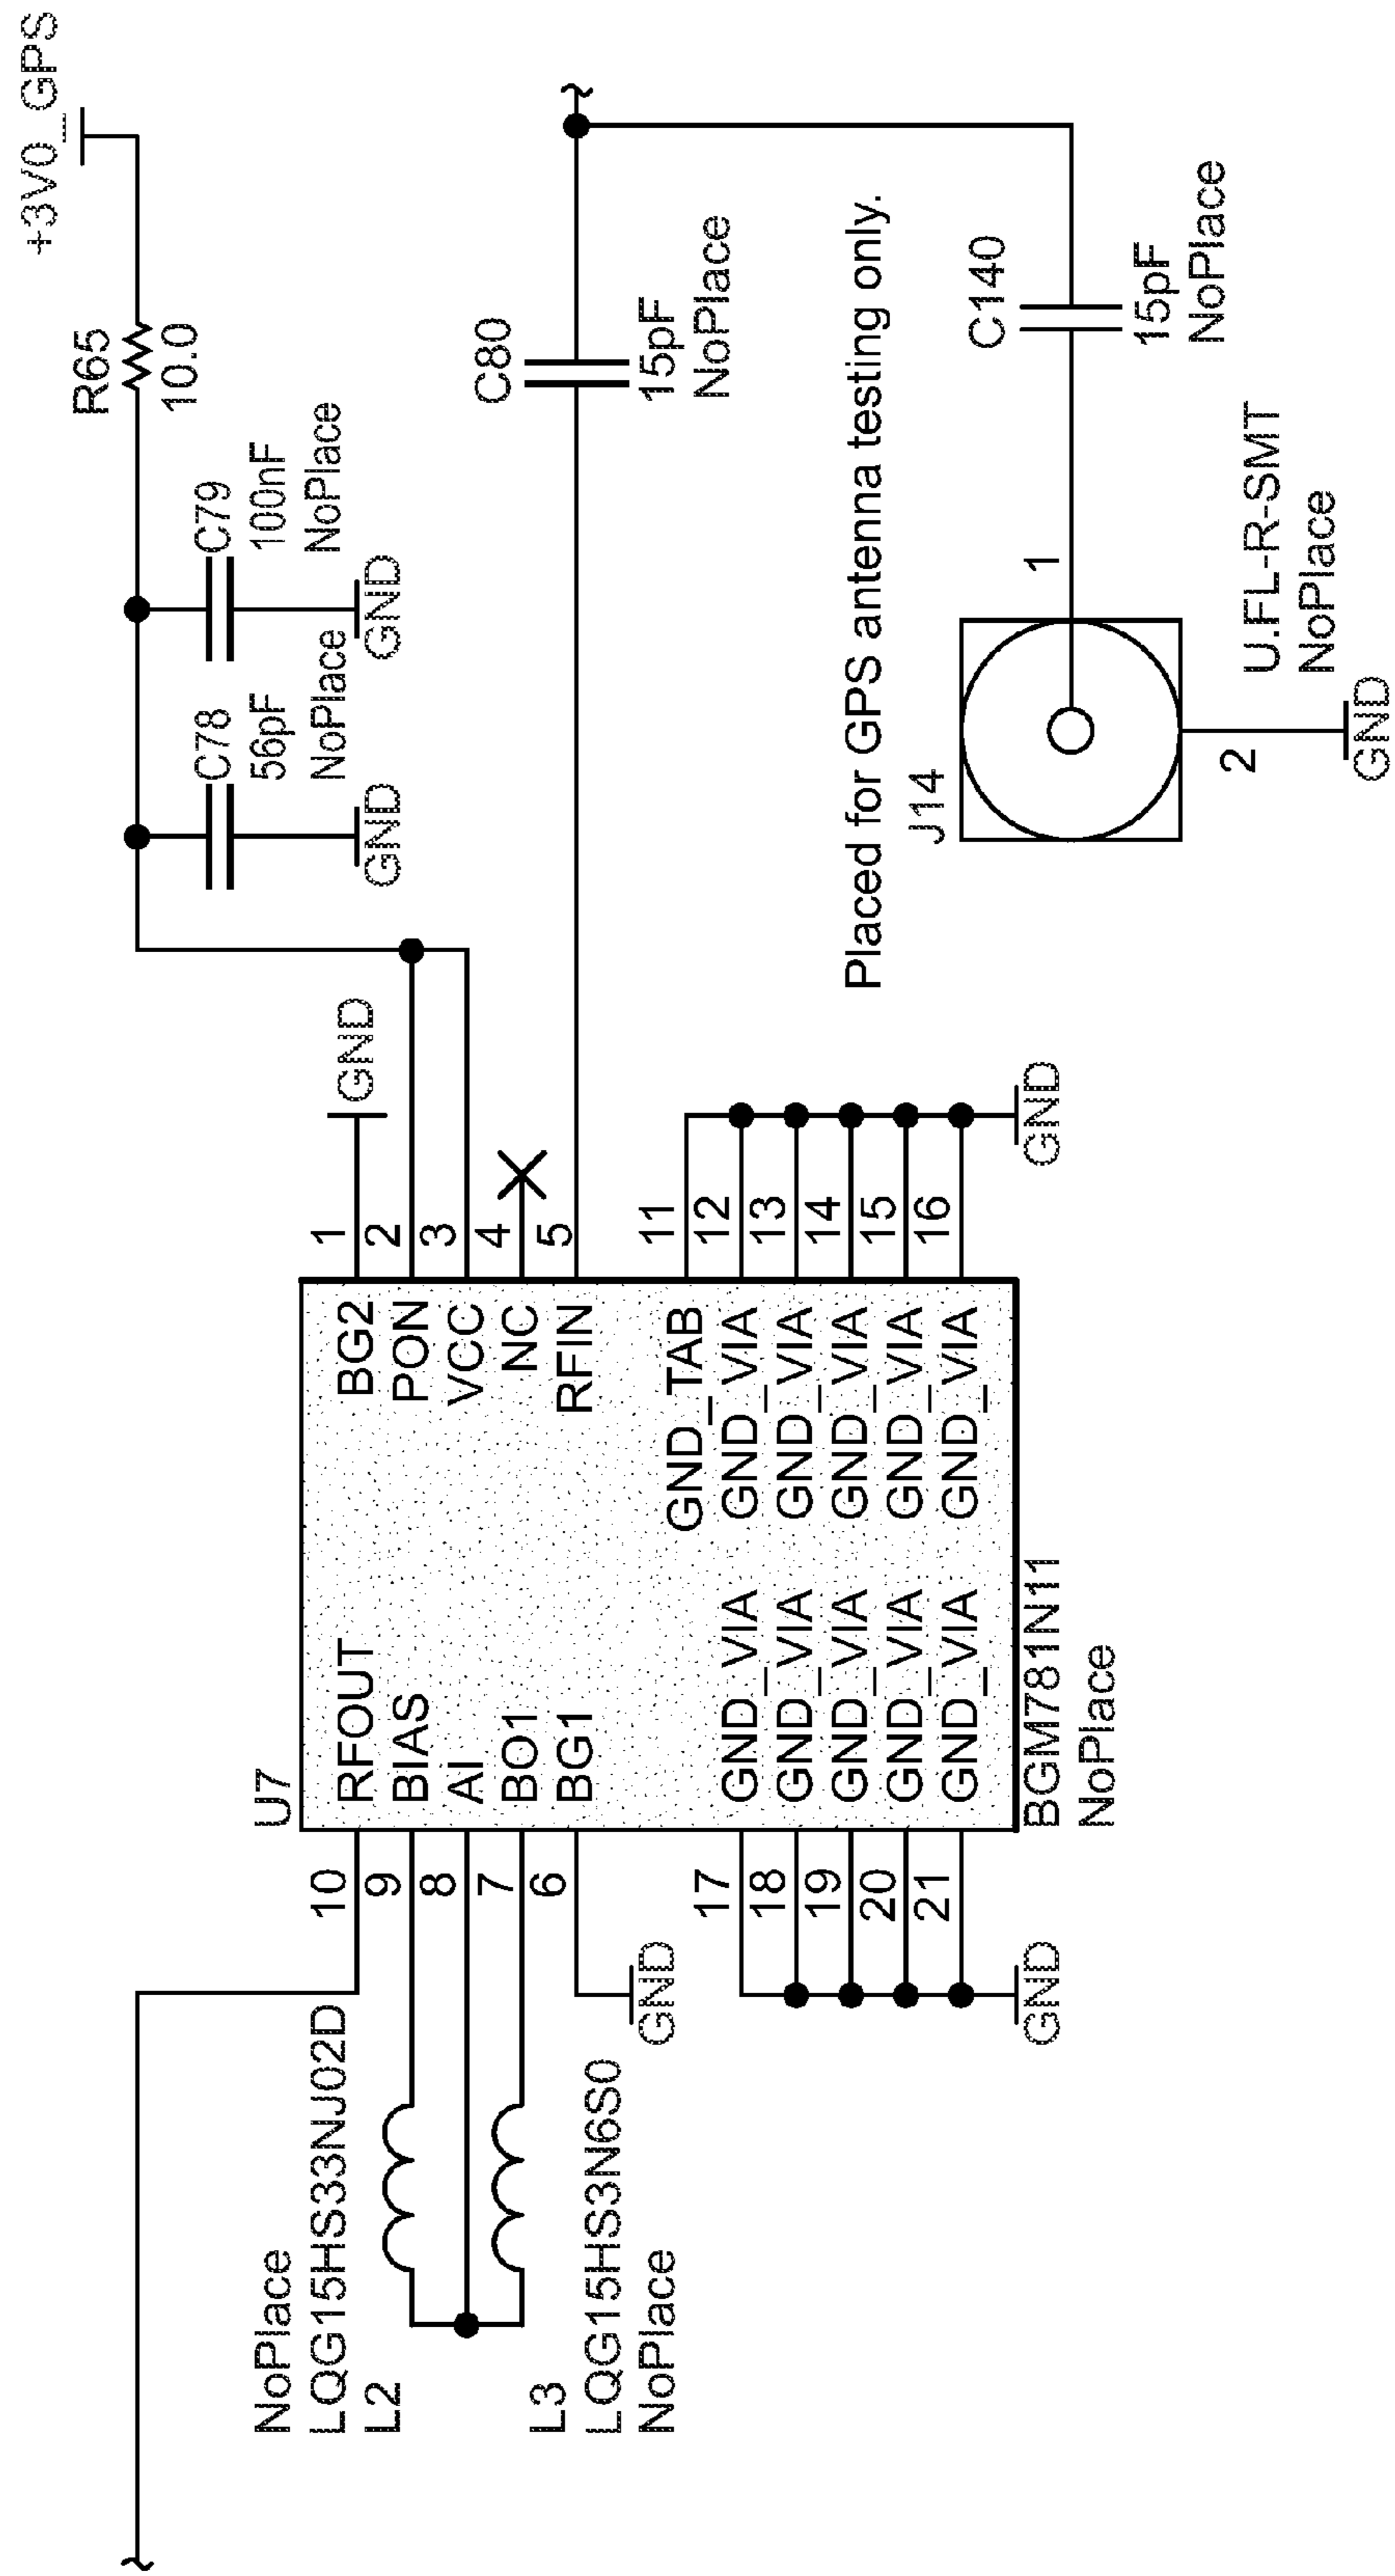 +3V0_GPS
R65
10.0
C79
100nF
NoPlace
GND
C78
56pF
NoPlace
GND
GND
C80
15pF
NoPlace
NoPlace
LQG15HS33NJ02D
L2
L3
LQG15HS3N6S0
NoPlace
GND
U7
10 RFOUT BG2 1
9 BIAS PON 2
8 AI VCC 3
7 BO1 NC 4
6 BG1 RFIN 5
GND_TAB 11
17 GND_VIA GND_VIA 12
18 GND_VIA GND_VIA 13
19 GND_VIA GND_VIA 14
20 GND_VIA GND_VIA 15
21 GND_VIA GND_VIA 16
GND
GND
BGM781N11
NoPlace
Placed for GPS antenna testing only.
J14
1
2
C140
15pF
NoPlace
U.FL-R-SMT
NoPlace
GND